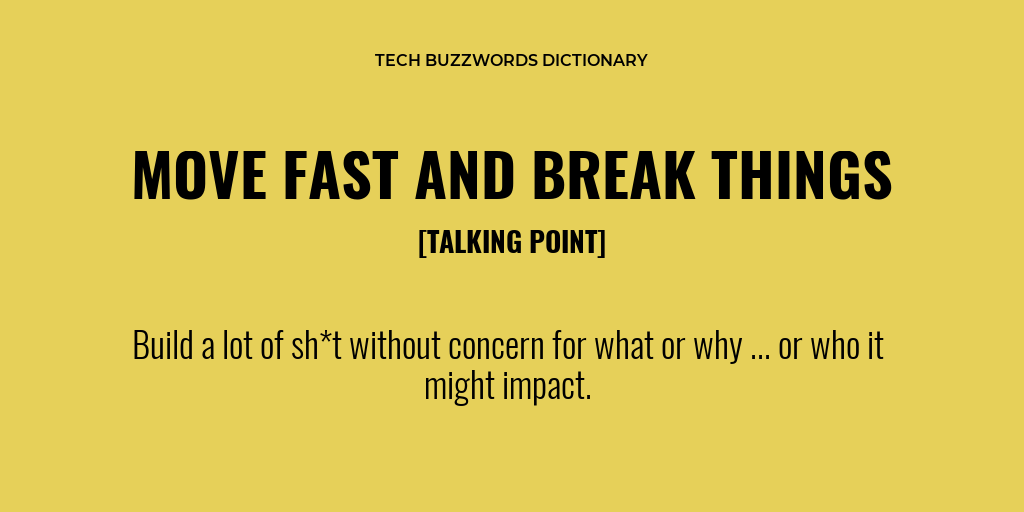 TECH BUZZWORDS DICTIONARY
MOVE FAST AND BREAK THINGS
[TALKING POINT]
Build a lot of sh*t without concern for what or why ... or who it
might impact.